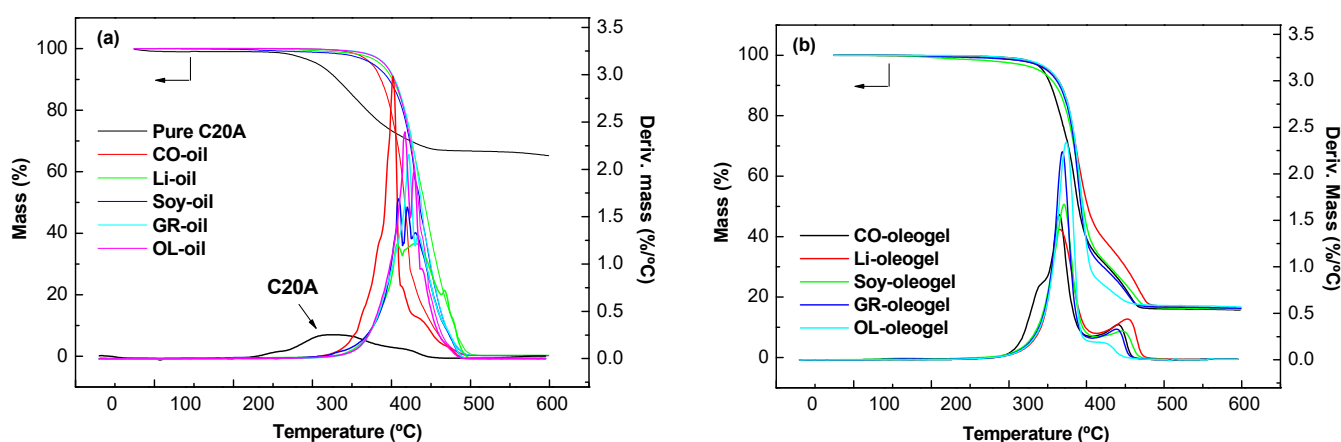 (a)
100
80
60
40
20
0
Mass (%)
3.0
2.5
2.0
1.5
1.0
0.5
0.0
Deriv. mass (%/ºC)
Pure C20A
CO-oil
Li-oil
Soy-oil
GR-oil
OL-oil
C20A
0 100 200 300 400 500 600
Temperature (ºC)
(b)
100
80
60
40
20
0
Mass (%)
3.0
2.5
2.0
1.5
1.0
0.5
0.0
Deriv. Mass (%/ºC)
CO-oleogel
Li-oleogel
Soy-oleogel
GR-oleogel
OL-oleogel
0 100 200 300 400 500 600
Temperature (ºC)